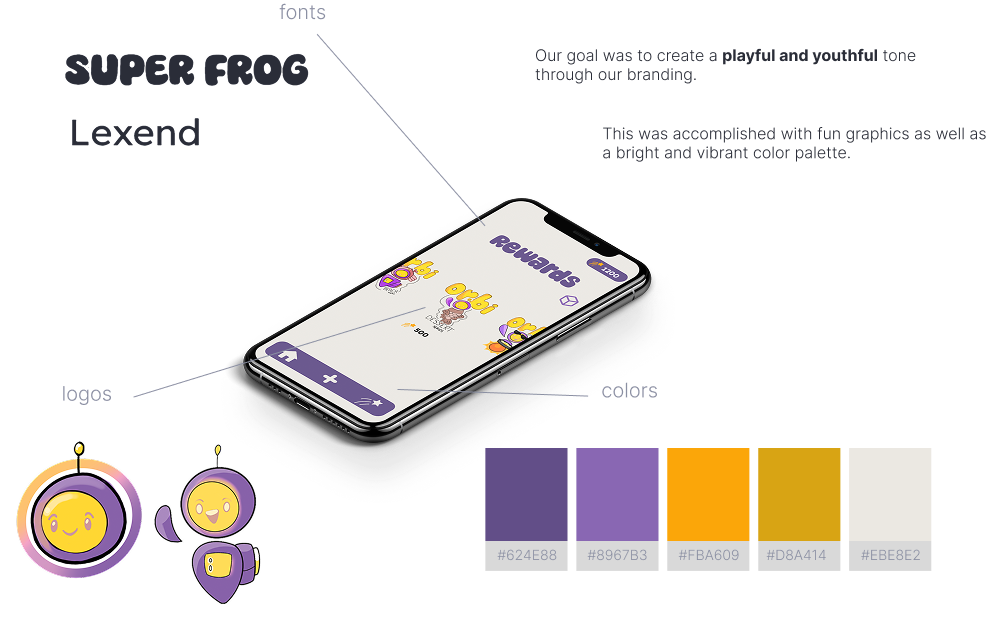 fonts
SUPER FROG
Lexend
Our goal was to create a playful and youthful tone
through our branding.
This was accomplished with fun graphics as well as
a bright and vibrant color palette.
Rewards
1200
orbi
orbi
DESSERT
500
orbi
logos
colors
#624E88
#8967B3
#FBA609
#D8A414
#EBE8E2